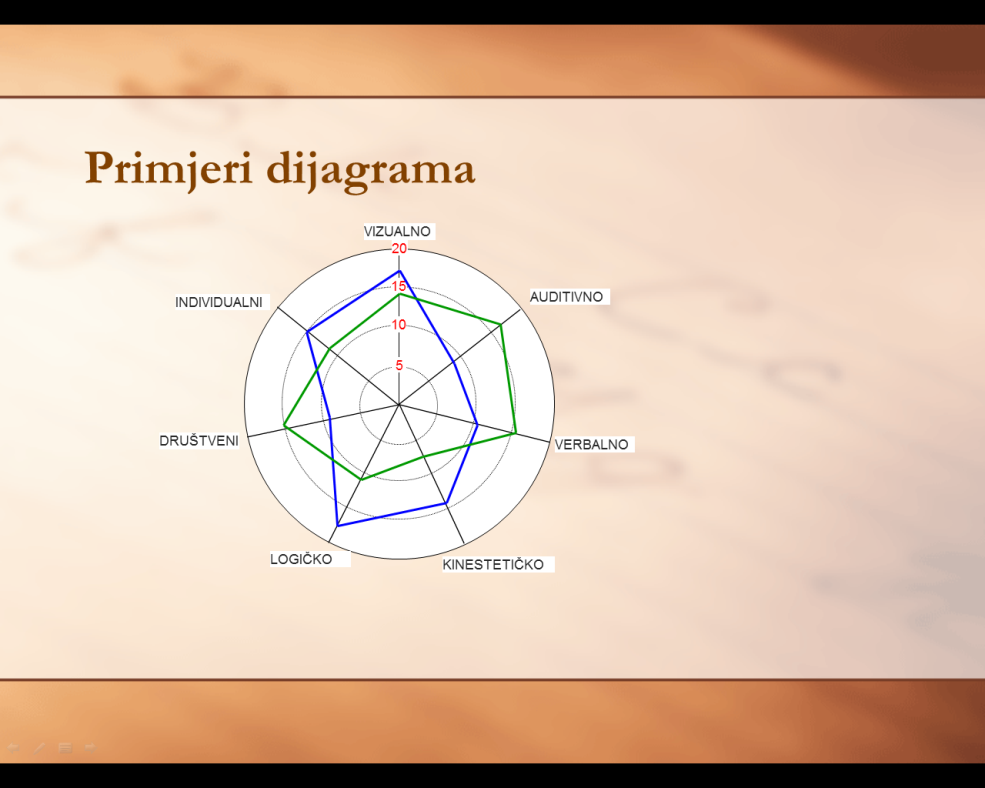 Primjeri dijagrama
VIZUALNO
20
15
10
5
AUDITIVNO
VERBALNO
KINESTETIČKO
LOGIČKO
DRUŠTVENI
INDIVIDUALNI